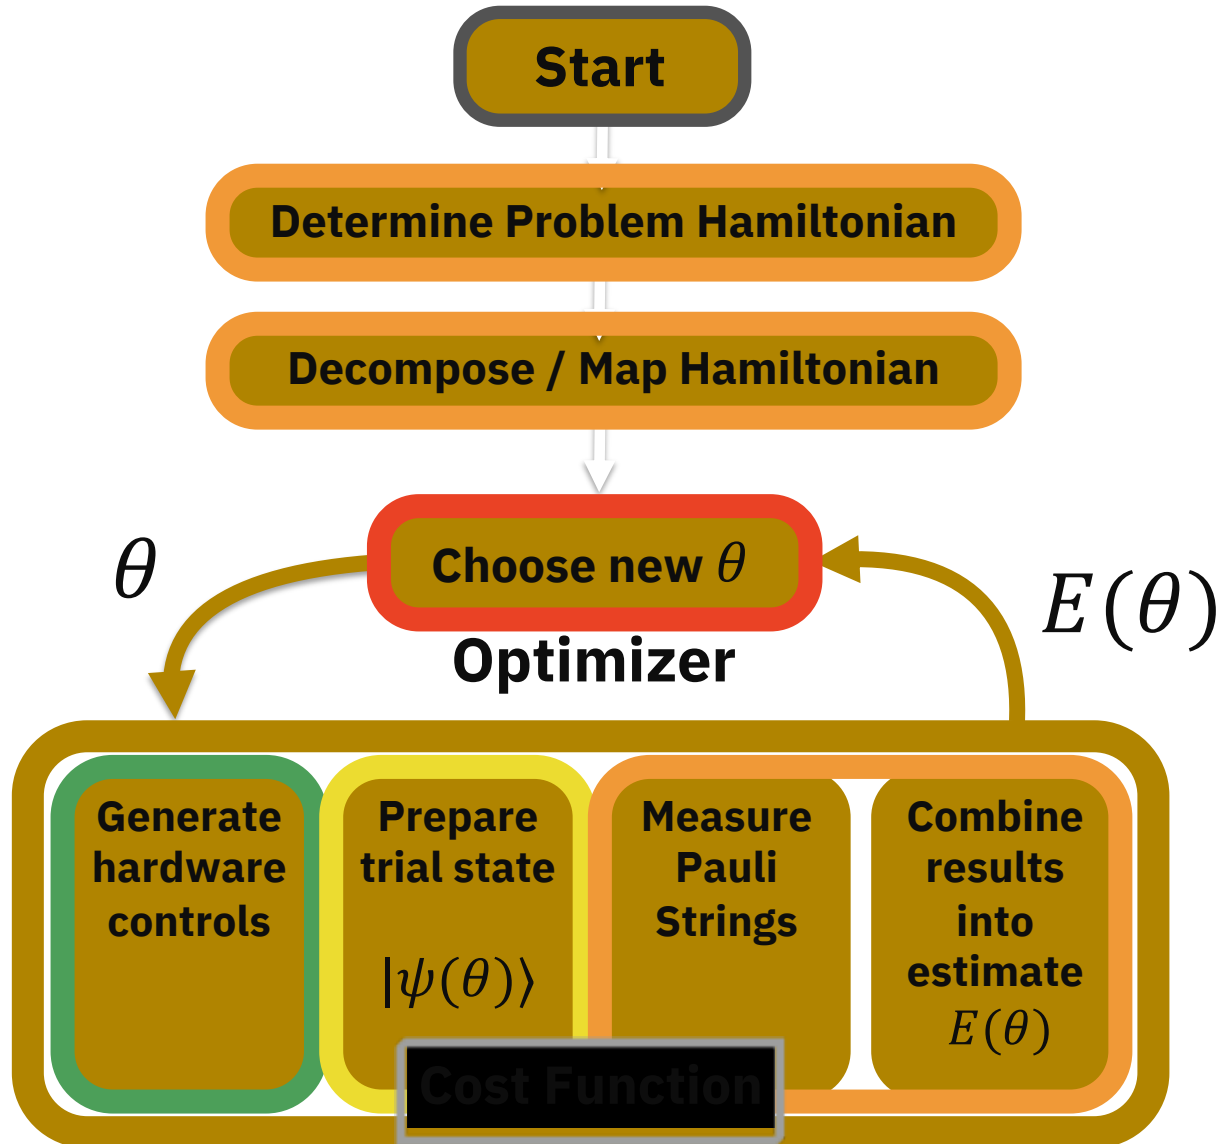 Start
Determine Problem Hamiltonian
Decompose / Map Hamiltonian
θ
Choose new θ
E(θ)
Optimizer
Generate
hardware
controls
Prepare
trial state
|ψ(θ)⟩
Measure
Pauli
Strings
Combine
results
into
estimate
E(θ)
Cost Function